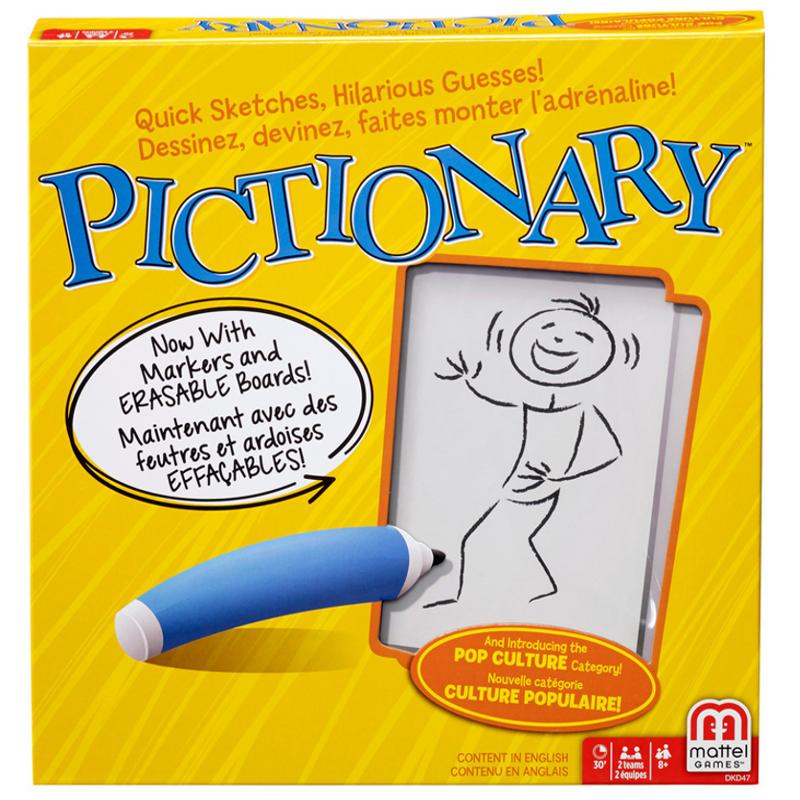 PICTIONARY
Quick Sketches, Hilarious Guesses!
Dessinez, devinez, faites monter l'adrénaline!
PICTIONARY™
Now With
Markers and
ERASABLE Boards!
Maintenant avec des
feutres et ardoises
EFFAÇABLES!
And Introducing the
POP CULTURE Category!
Nouvelle catégorie
CULTURE POPULAIRE!
CONTENT IN ENGLISH
CONTENU EN ANGLAIS
30'
2 teams
2 équipes
8+
mattel
GAMES™
DKD47